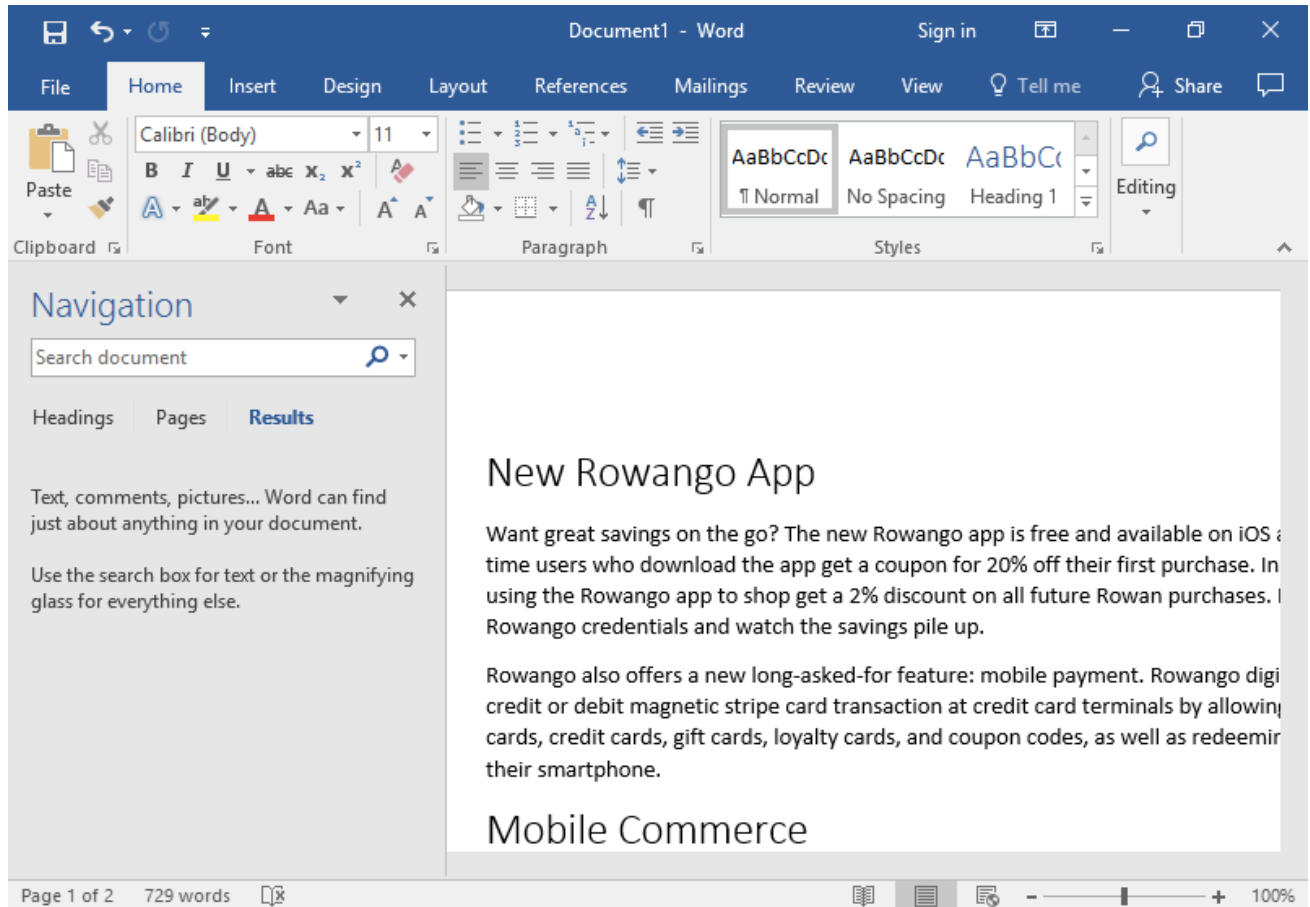 Document1 - Word Sign in
File Home Insert Design Layout References Mailings Review View Tell me Share
Calibri (Body) 11
Paste
B I U abc X₂ X²
A aby A Aa A A
AaBbCcDc AaBbCcDc AaBbC
¶ Normal No Spacing Heading 1
Editing
Clipboard Font Paragraph Styles
Navigation
Search document
Headings Pages Results
Text, comments, pictures... Word can find
just about anything in your document.
Use the search box for text or the magnifying
glass for everything else.
New Rowango App
Want great savings on the go? The new Rowango app is free and available on iOS
time users who download the app get a coupon for 20% off their first purchase. In
using the Rowango app to shop get a 2% discount on all future Rowan purchases.
Rowango credentials and watch the savings pile up.
Rowango also offers a new long-asked-for feature: mobile payment. Rowango digi
credit or debit magnetic stripe card transaction at credit card terminals by allowing
cards, credit cards, gift cards, loyalty cards, and coupon codes, as well as redeemin
their smartphone.
Mobile Commerce
Page 1 of 2 729 words 100%